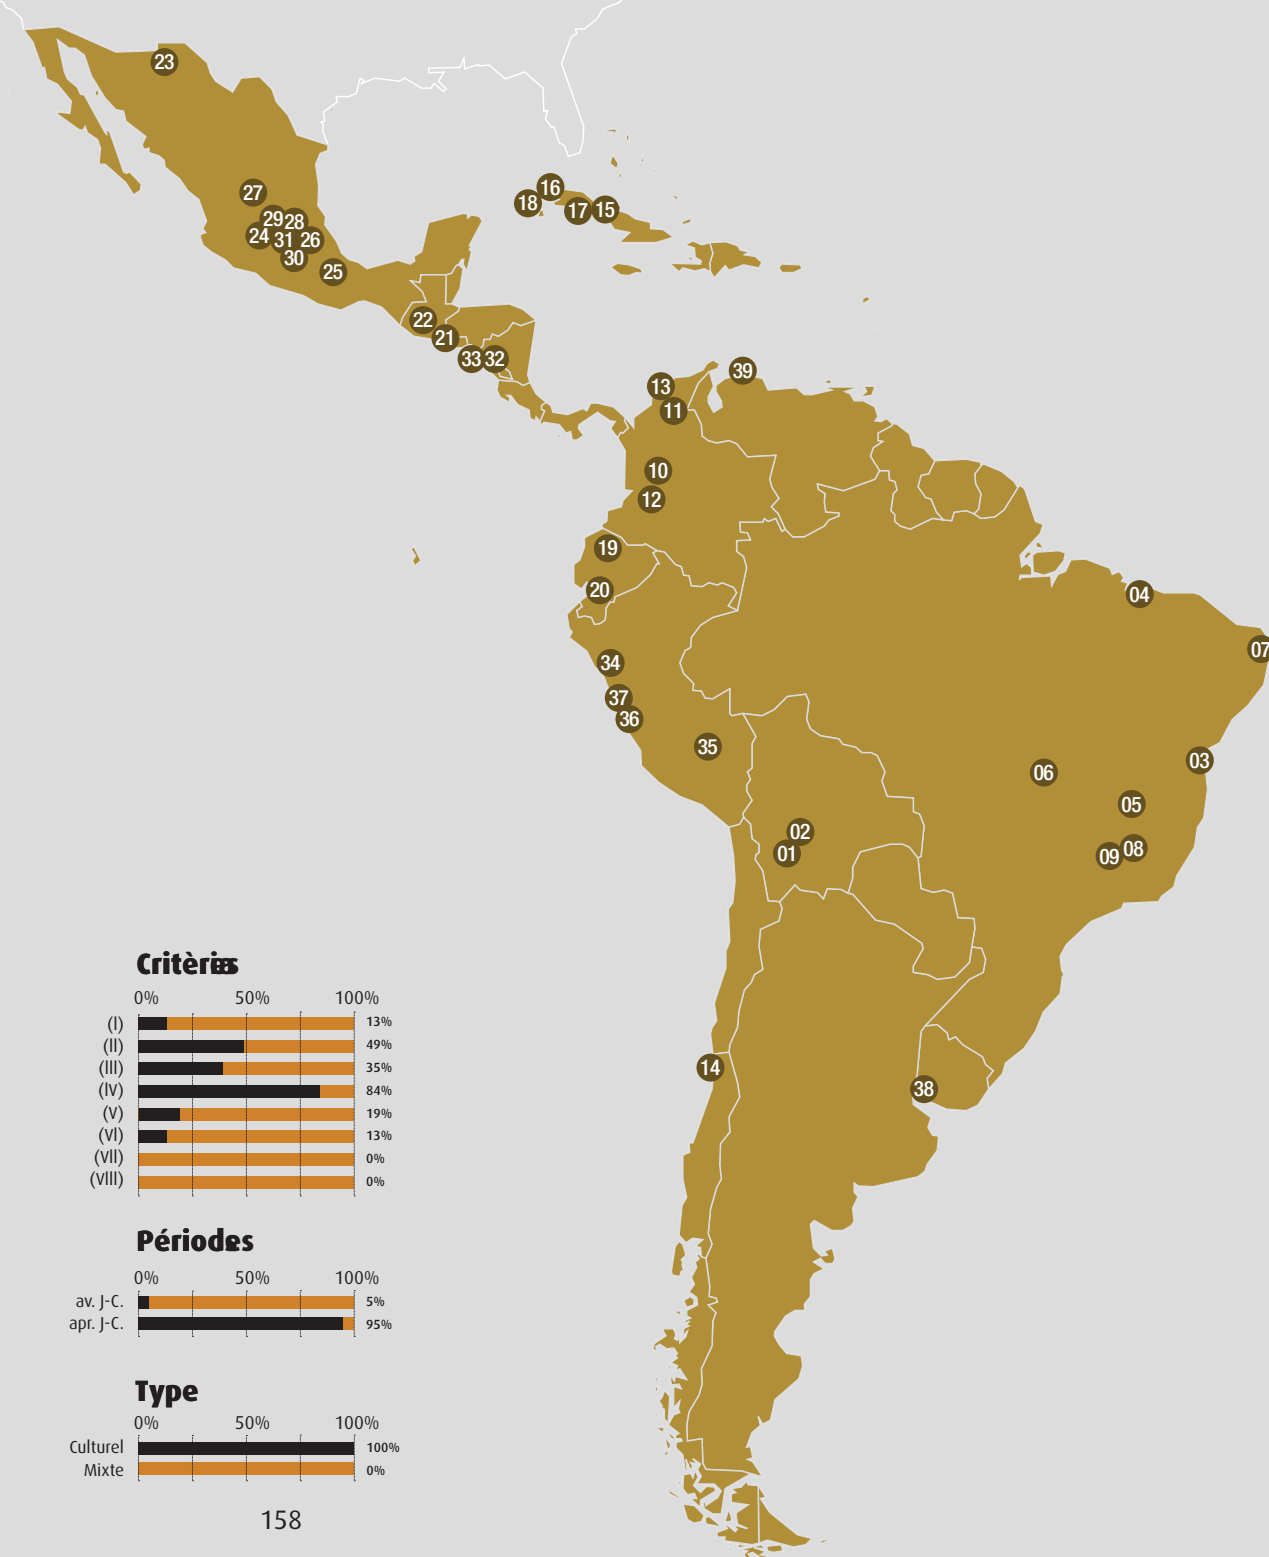 23
27
16
18
17
15
29
28
24
31
26
30
25
22
21
33
32
39
13
11
10
12
19
20
04
07
34
37
36
35
03
06
05
02
01
09
08
14
38
Critères
0% 50% 100%
(I) 13%
(II) 49%
(III) 35%
(IV) 84%
(V) 19%
(VI) 13%
(VII) 0%
(VIII) 0%
Périodes
0% 50% 100%
av. J-C. 5%
apr. J-C. 95%
Type
0% 50% 100%
Culturel 100%
Mixte 0%
158